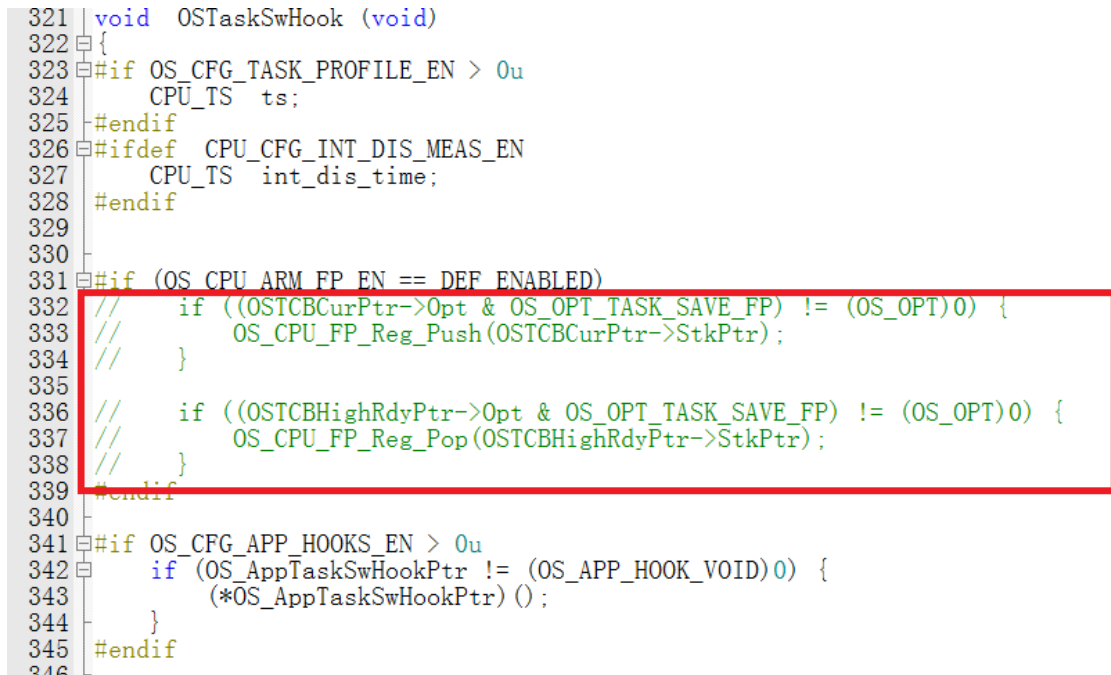 321 void  OSTaskSwHook (void)
322 {
323 #if OS_CFG_TASK_PROFILE_EN > 0u
324     CPU_TS  ts;
325 #endif
326 #ifdef  CPU_CFG_INT_DIS_MEAS_EN
327     CPU_TS  int_dis_time;
328 #endif
329
330
331 #if (OS_CPU_ARM_FP_EN == DEF_ENABLED)
332 //    if ((OSTCBCurPtr->Opt & OS_OPT_TASK_SAVE_FP) != (OS_OPT)0) {
333 //        OS_CPU_FP_Reg_Push(OSTCBCurPtr->StkPtr);
334 //    }
335
336 //    if ((OSTCBHighRdyPtr->Opt & OS_OPT_TASK_SAVE_FP) != (OS_OPT)0) {
337 //        OS_CPU_FP_Reg_Pop(OSTCBHighRdyPtr->StkPtr);
338 //    }
339 #endif
340
341 #if OS_CFG_APP_HOOKS_EN > 0u
342     if (OS_AppTaskSwHookPtr != (OS_APP_HOOK_VOID)0) {
343         (*OS_AppTaskSwHookPtr)();
344     }
345 #endif
346